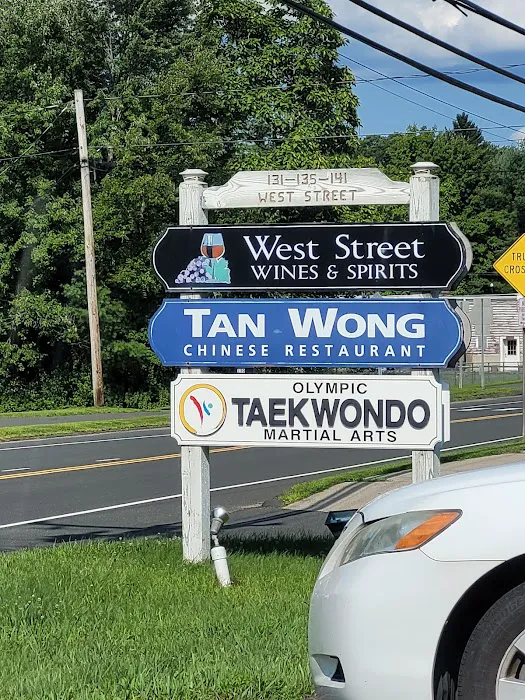 131-135-141
WEST STREET
WEST STREET
WINES & SPIRITS
TAN WONG
CHINESE RESTAURANT
OLYMPIC
TAEKWONDO
MARTIAL ARTS